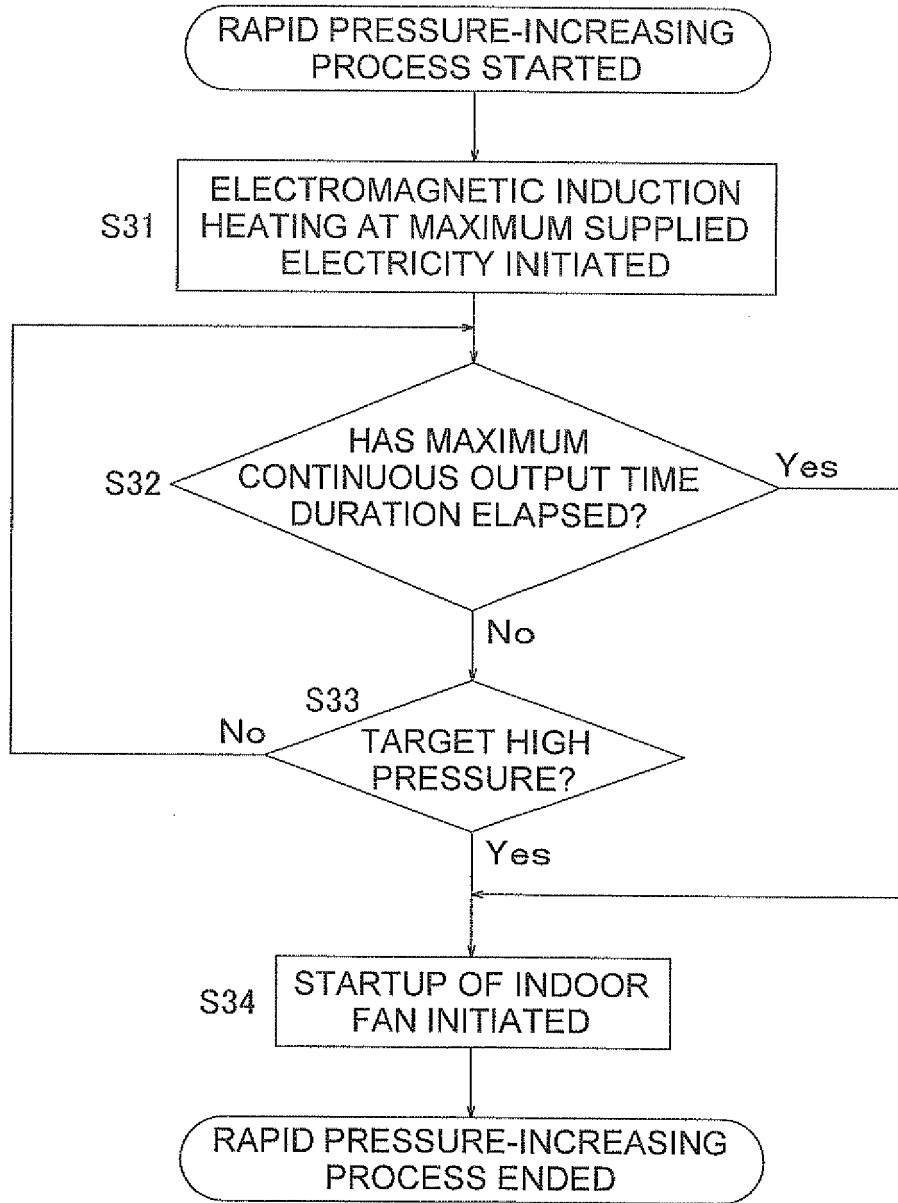 RAPID PRESSURE-INCREASING
PROCESS STARTED
S31
ELECTROMAGNETIC INDUCTION
HEATING AT MAXIMUM SUPPLIED
ELECTRICITY INITIATED
S32
HAS MAXIMUM
CONTINUOUS OUTPUT TIME
DURATION ELAPSED?
Yes
No
S33
No
TARGET HIGH
PRESSURE?
Yes
S34
STARTUP OF INDOOR
FAN INITIATED
RAPID PRESSURE-INCREASING
PROCESS ENDED